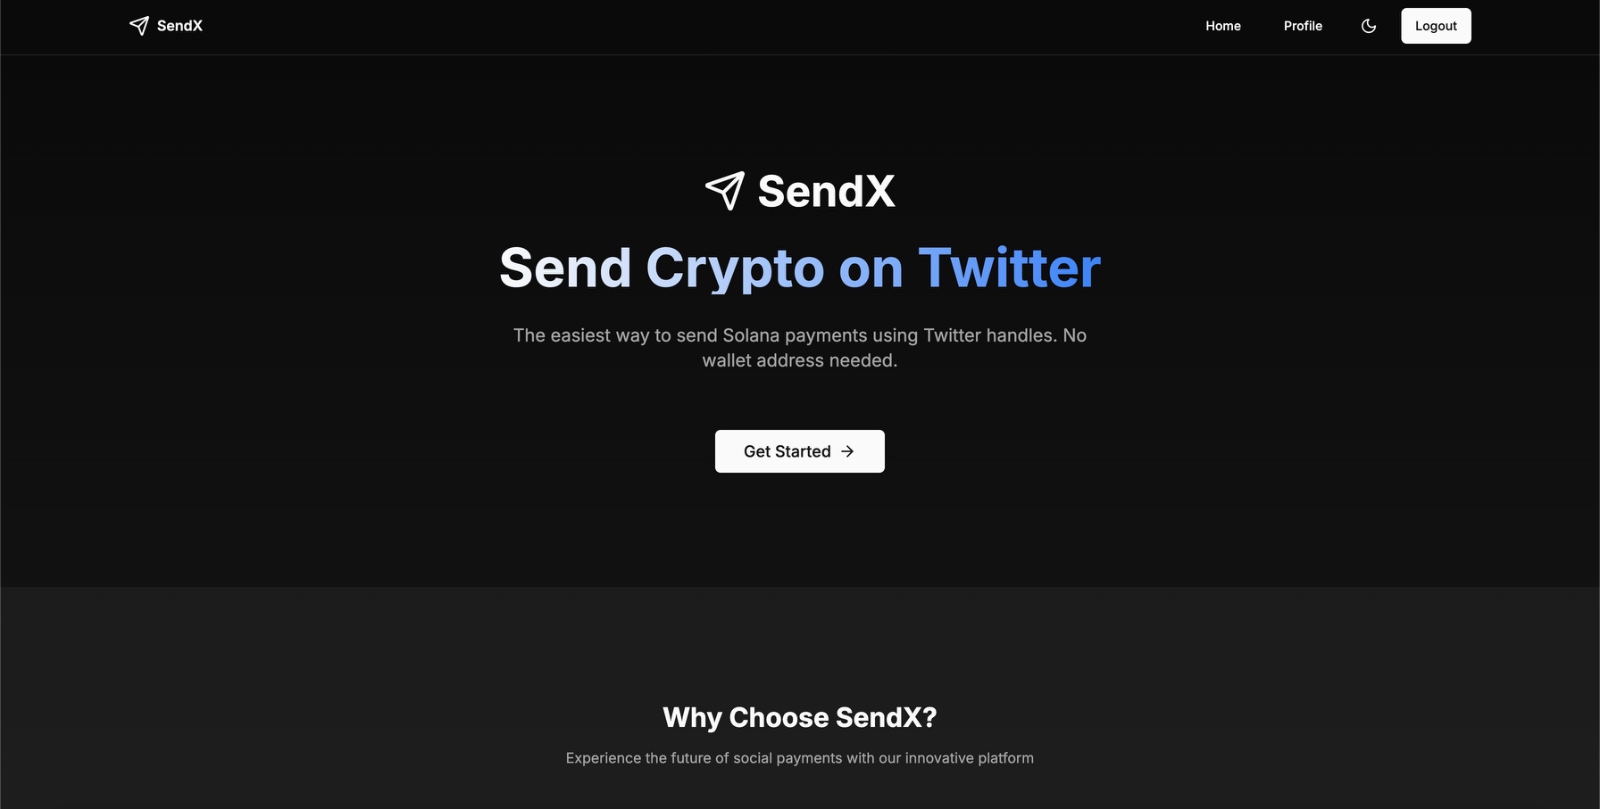 SendX
Home
Profile
Logout
SendX
Send Crypto on Twitter
The easiest way to send Solana payments using Twitter handles. No
wallet address needed.
Get Started
Why Choose SendX?
Experience the future of social payments with our innovative platform